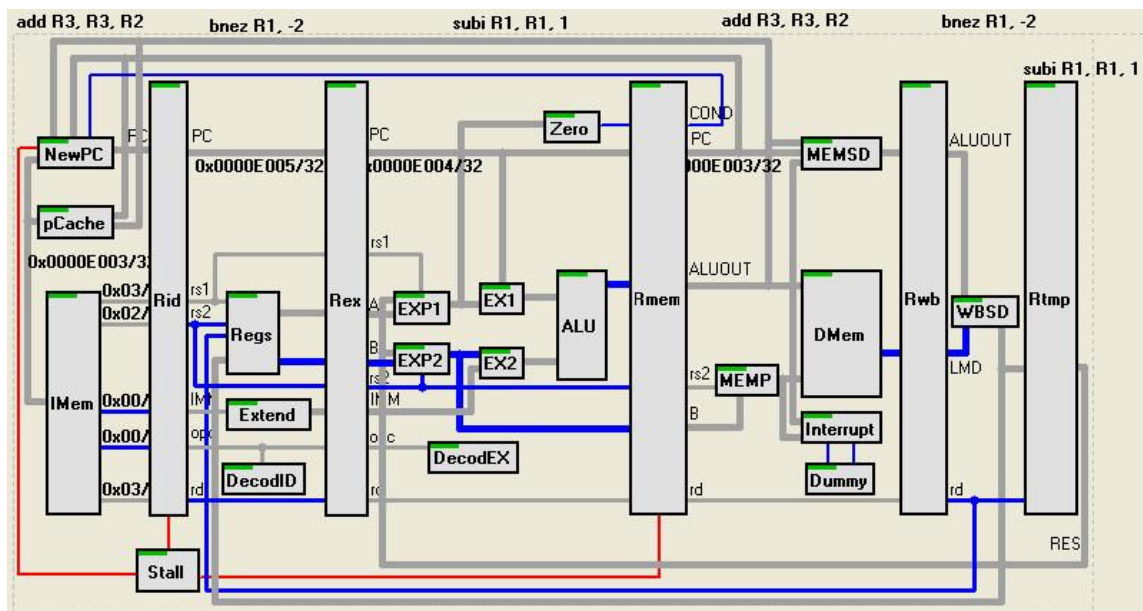 add R3, R3, R2
bnez R1, -2
subi R1, R1, 1
add R3, R3, R2
bnez R1, -2
subi R1, R1, 1
COND
NewPC
PC
PC
PC
Zero
PC
MEMSD
ALUOUT
0x0000E005/32
0x0000E004/32
000E003/32
pCache
rs1
0x0000E003/32
0x03/
rs1
Rid
0x02/
rs2
Regs
Rex
A
EXP1
EX1
ALU
Rmem
ALUOUT
DMem
Rwb
WBSD
Rtmp
B
EXP2
EX2
rs2
rs2
MEMP
LMD
IMem
0x00/
IMM
Extend
IMM
B
0x00/
opc
opc
DecodEX
Interrupt
DecodID
Dummy
0x03/
rd
rd
rd
rd
Stall
RES